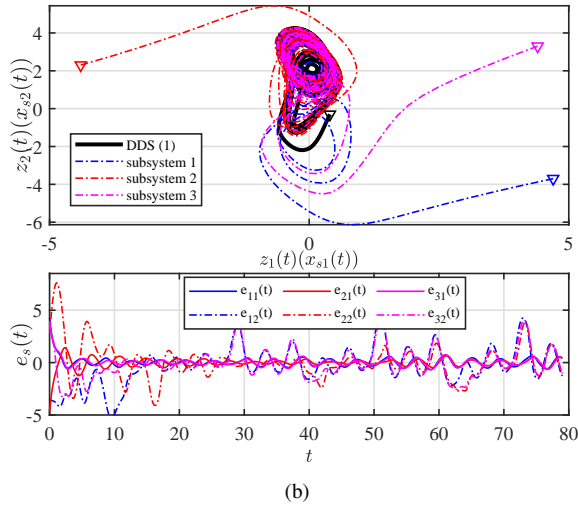 4
2
0
-2
-4
-6
z₂(t)(xₛ₂(t))
DDS (1)
subsystem 1
subsystem 2
subsystem 3
-5 0 5
z₁(t)(xₛ₁(t))
5
0
-5
eₛ(t)
e₁₁(t) e₂₁(t) e₃₁(t)
e₁₂(t) e₂₂(t) e₃₂(t)
0 10 20 30 40 50 60 70 80
t
(b)